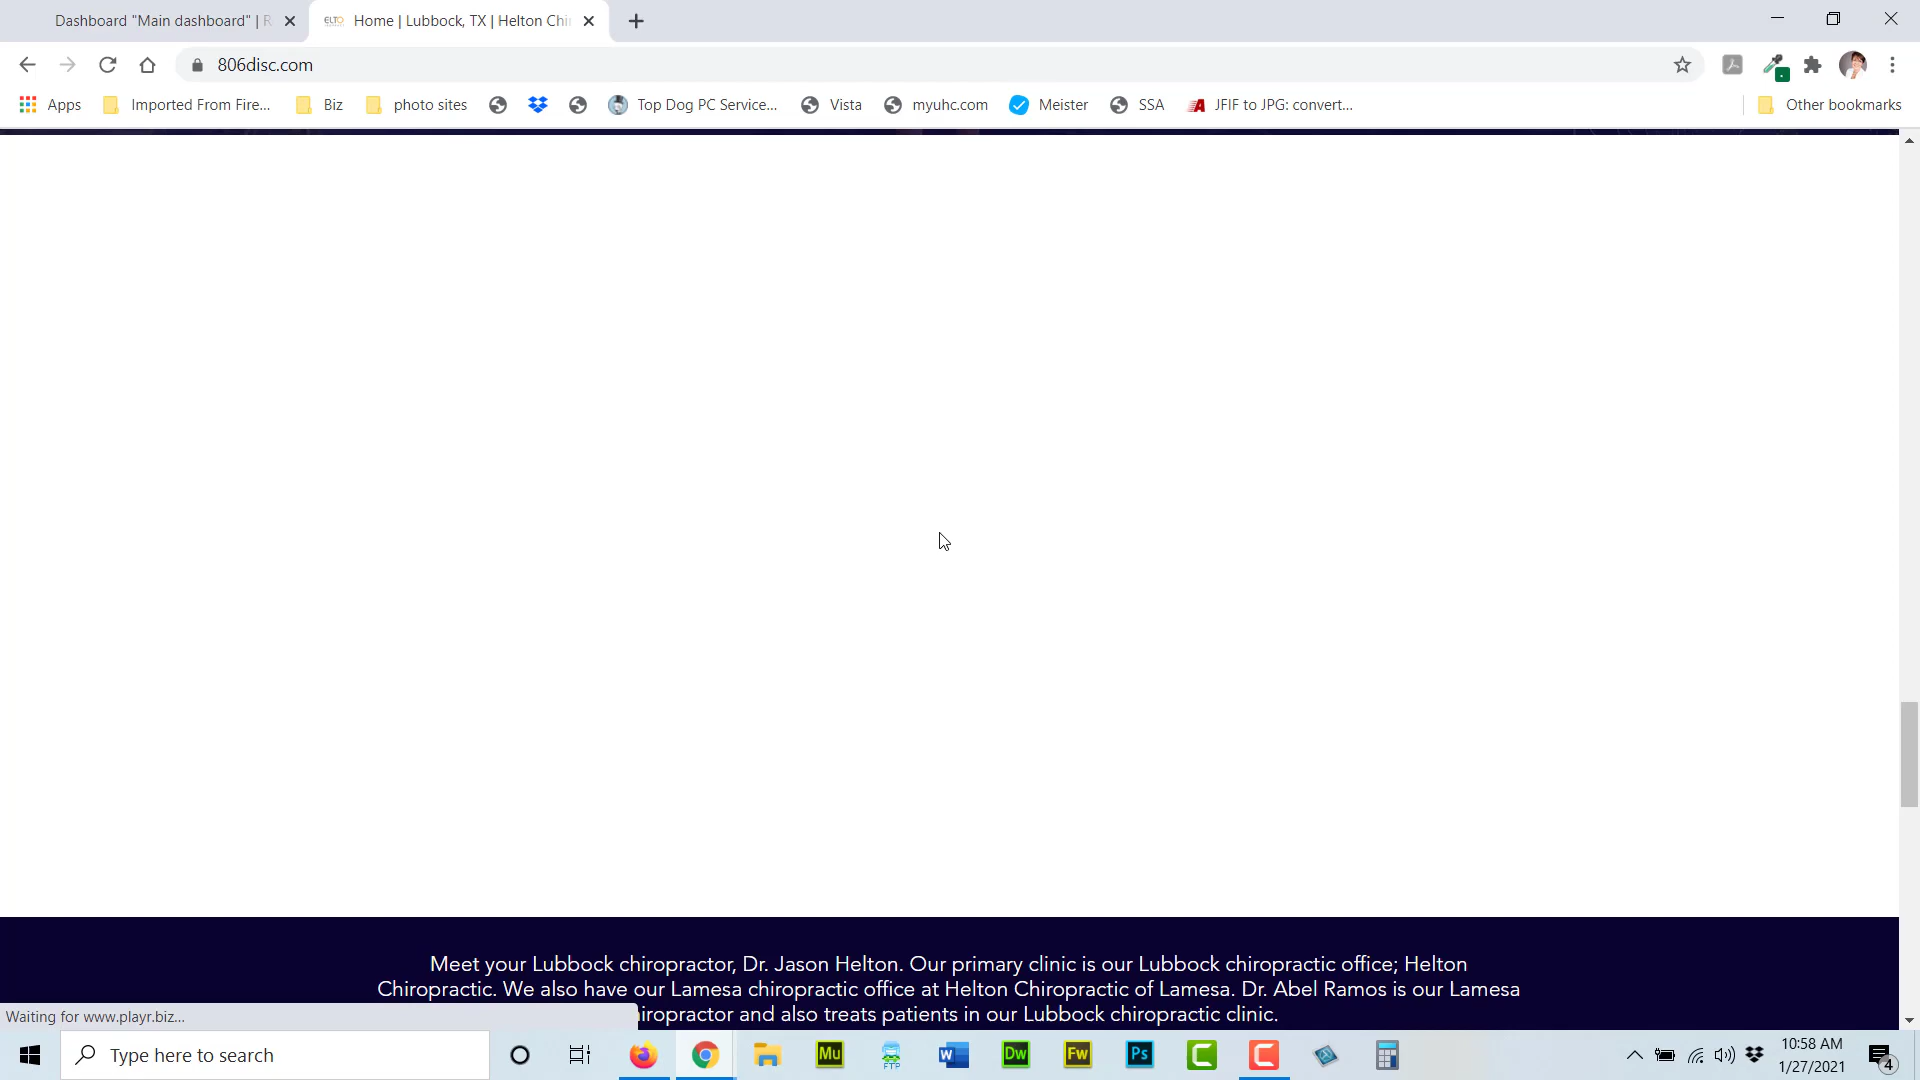 Dashboard "Main dashboard" | R
ELTO
Home | Lubbock, TX | Helton Chi
806disc.com
Apps
Imported From Fire...
Biz
photo sites
Top Dog PC Service...
Vista
myuhc.com
Meister
SSA
JFIF to JPG: convert...
Other bookmarks
Meet your Lubbock chiropractor, Dr. Jason Helton. Our primary clinic is our Lubbock chiropractic office; Helton
Chiropractic. We also have our Lamesa chiropractic office at Helton Chiropractic of Lamesa. Dr. Abel Ramos is our Lamesa
iropractor and also treats patients in our Lubbock chiropractic clinic.
Waiting for www.playr.biz...
Type here to search
Mu
FTP
W
Dw
Fw
Ps
C
C
10:58 AM
1/27/2021
4